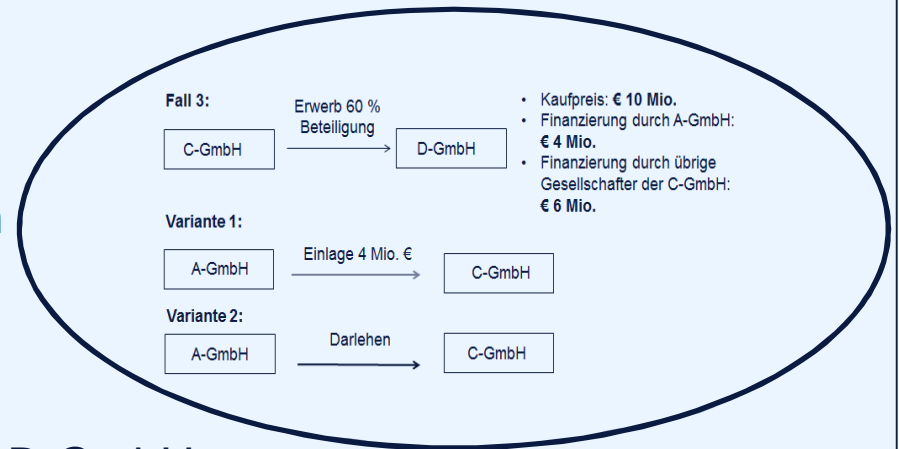 Fall 3:
Erwerb 60 %
Beteiligung
C-GmbH
D-GmbH
• Kaufpreis: € 10 Mio.
• Finanzierung durch A-GmbH:
€ 4 Mio.
• Finanzierung durch übrige
Gesellschafter der C-GmbH:
€ 6 Mio.
Variante 1:
A-GmbH
Einlage 4 Mio. €
C-GmbH
Variante 2:
A-GmbH
Darlehen
C-GmbH